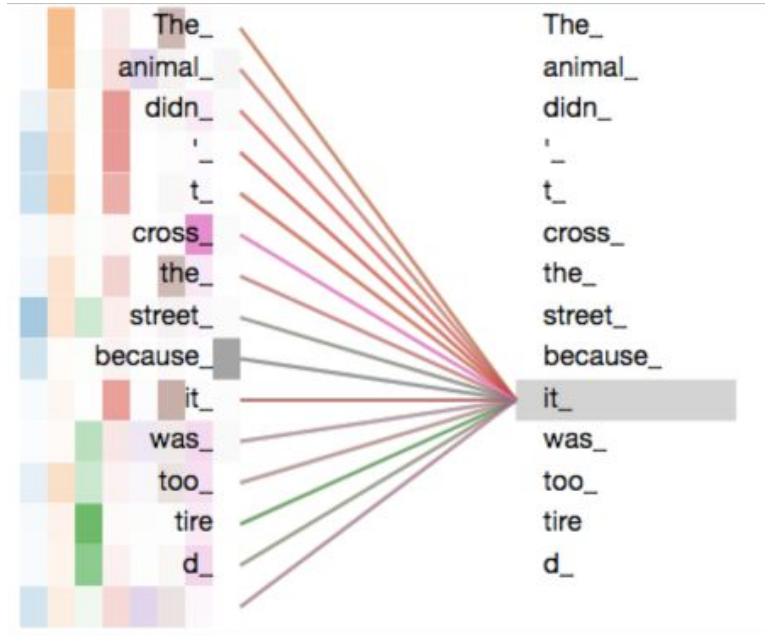 The_ The_
animal_ animal_
didn_ didn_
'_ '_
t_ t_
cross_ cross_
the_ the_
street_ street_
because_ because_
it_ it_
was_ was_
too_ too_
tire tire
d_ d_